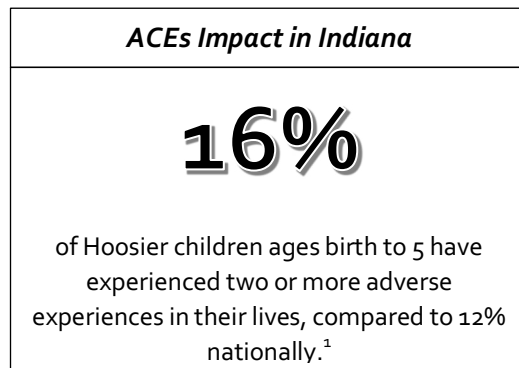 ACEs Impact in Indiana
16%
of Hoosier children ages birth to 5 have
experienced two or more adverse
experiences in their lives, compared to 12%
nationally.¹